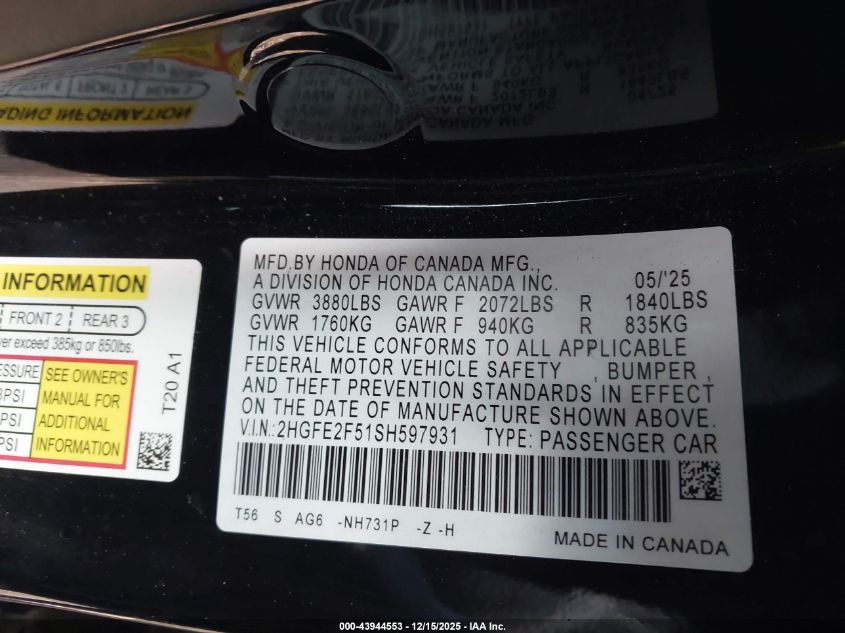 INFORMATION
FRONT 2 REAR 3
ver exceed 385kg or 850lbs.
ESSURE
PSI
PSI
PSI
SEE OWNER'S
MANUAL FOR
ADDITIONAL
INFORMATION
T20 A1
MFD.BY HONDA OF CANADA MFG.,
A DIVISION OF HONDA CANADA INC. 05/'25
GVWR 3880LBS GAWR F 2072LBS R 1840LBS
GVWR 1760KG GAWR F 940KG R 835KG
THIS VEHICLE CONFORMS TO ALL APPLICABLE
FEDERAL MOTOR VEHICLE SAFETY , BUMPER ,
AND THEFT PREVENTION STANDARDS IN EFFECT
ON THE DATE OF MANUFACTURE SHOWN ABOVE.
V.I.N.:2HGFE2F51SH597931 TYPE: PASSENGER CAR
T56 S AG6 -NH731P -Z -H
MADE IN CANADA
000-43944553 - 12/15/2025 - IAA Inc.